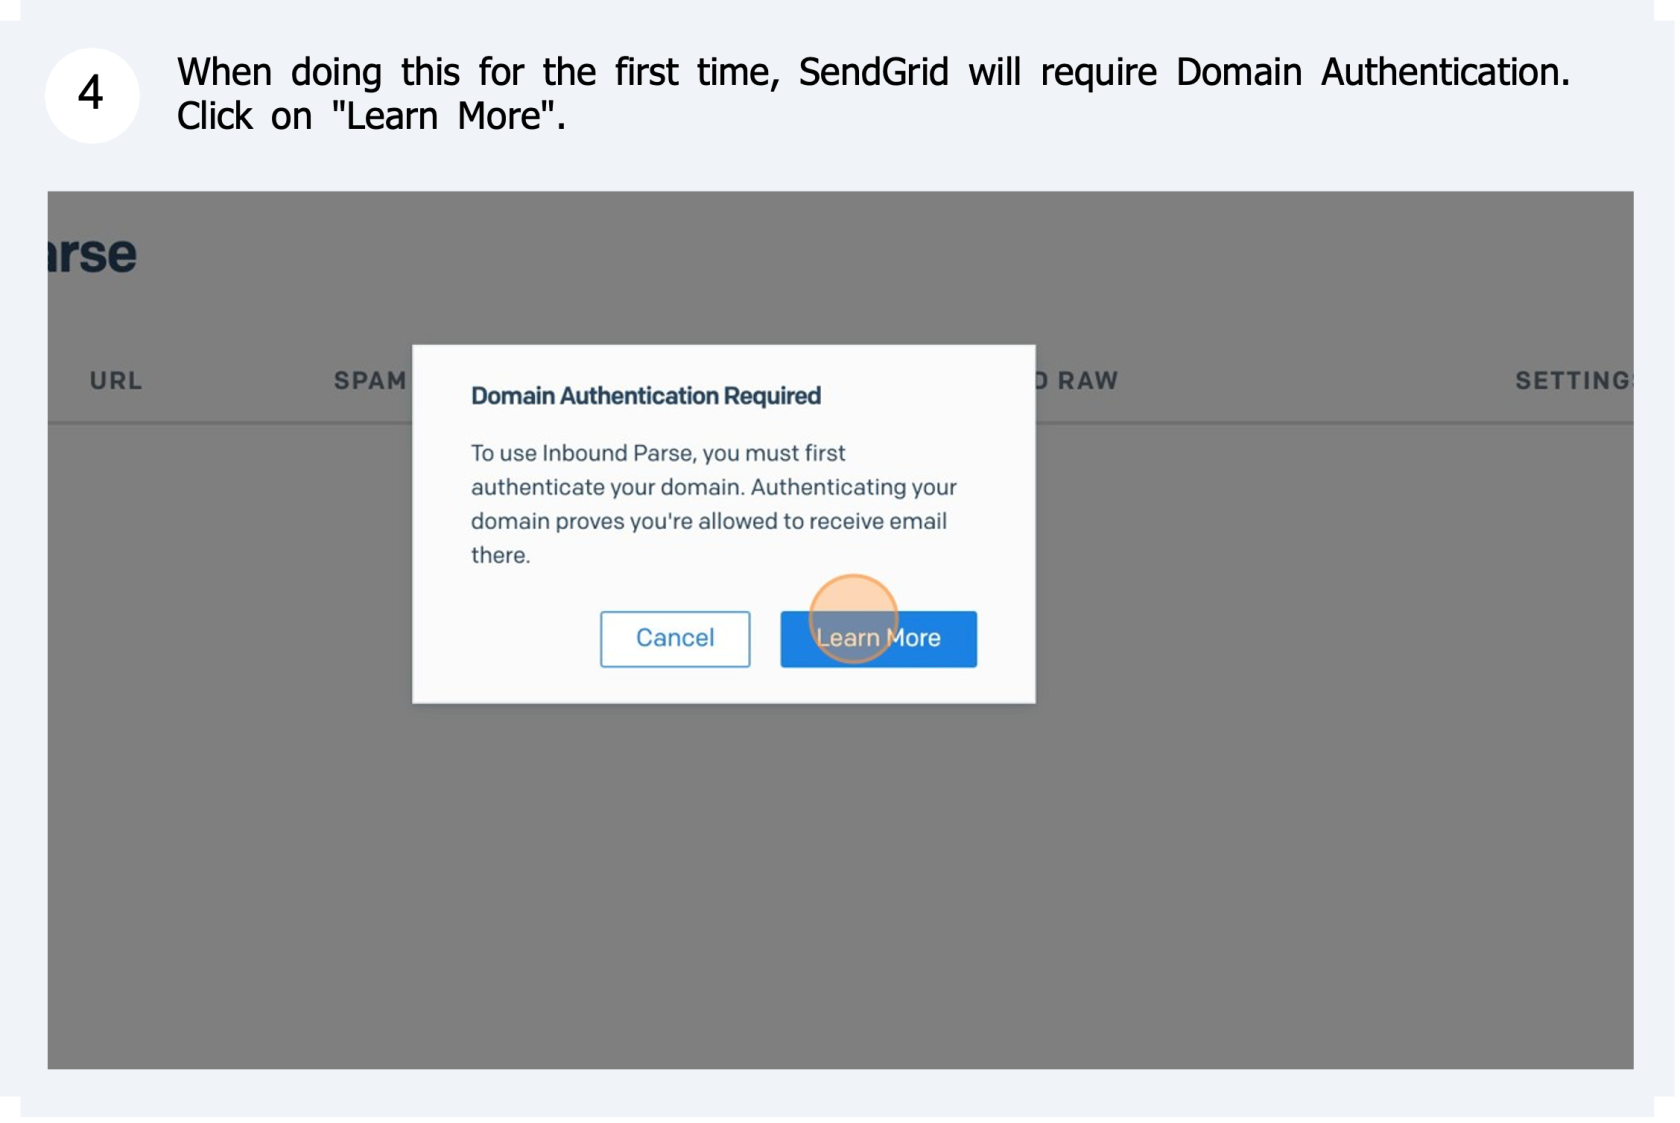 4
When doing this for the first time, SendGrid will require Domain Authentication.
Click on "Learn More".
arse
URL SPAM D RAW SETTING
Domain Authentication Required
To use Inbound Parse, you must first
authenticate your domain. Authenticating your
domain proves you're allowed to receive email
there.
Cancel Learn More